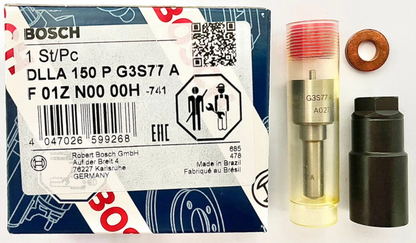 BOSCH
1 St/Pc
DLLA 150 P G3S77 A
F 01Z N00 00H -741
4 047026 599268
EAC
Robert Bosch GmbH
Auf der Breit 4
76227 Karlsruhe
GERMANY
685
478
Made in Brazil
Fabriqué au Brésil
BOSCH
G3S77
A02